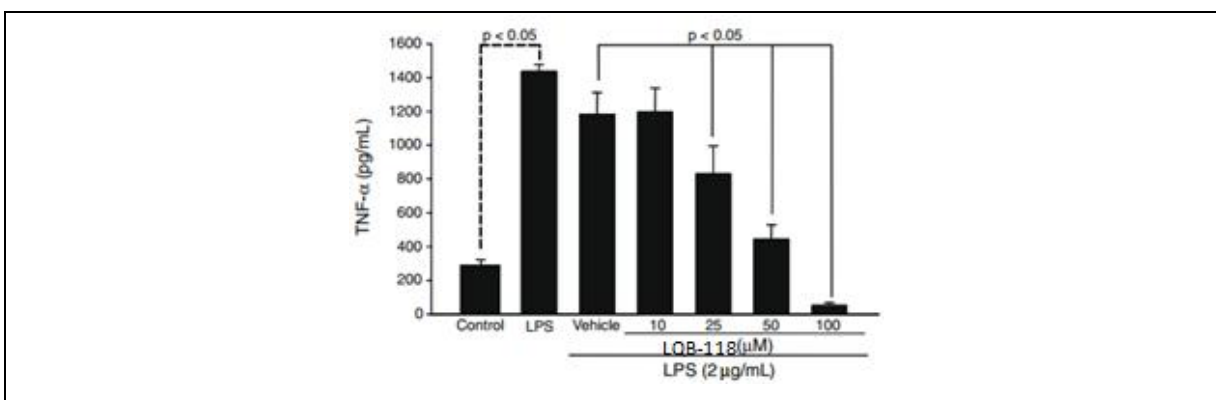 p < 0.05 p < 0.05
1600
1400
1200
1000
800
600
400
200
0
TNF-α (pg/mL)
Control LPS Vehicle 10 25 50 100
LQB-118(μM)
LPS (2 μg/mL)